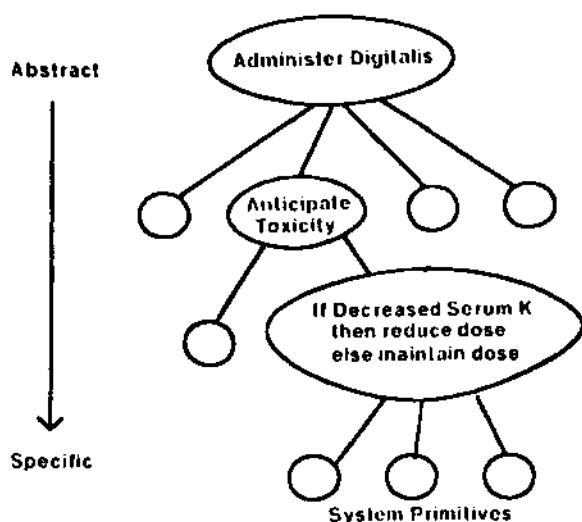 Administer Digitalis
Abstract
Anticipate
Toxicity
If Decreased Serum K
then reduce dose
else maintain dose
Specific
System Primitives